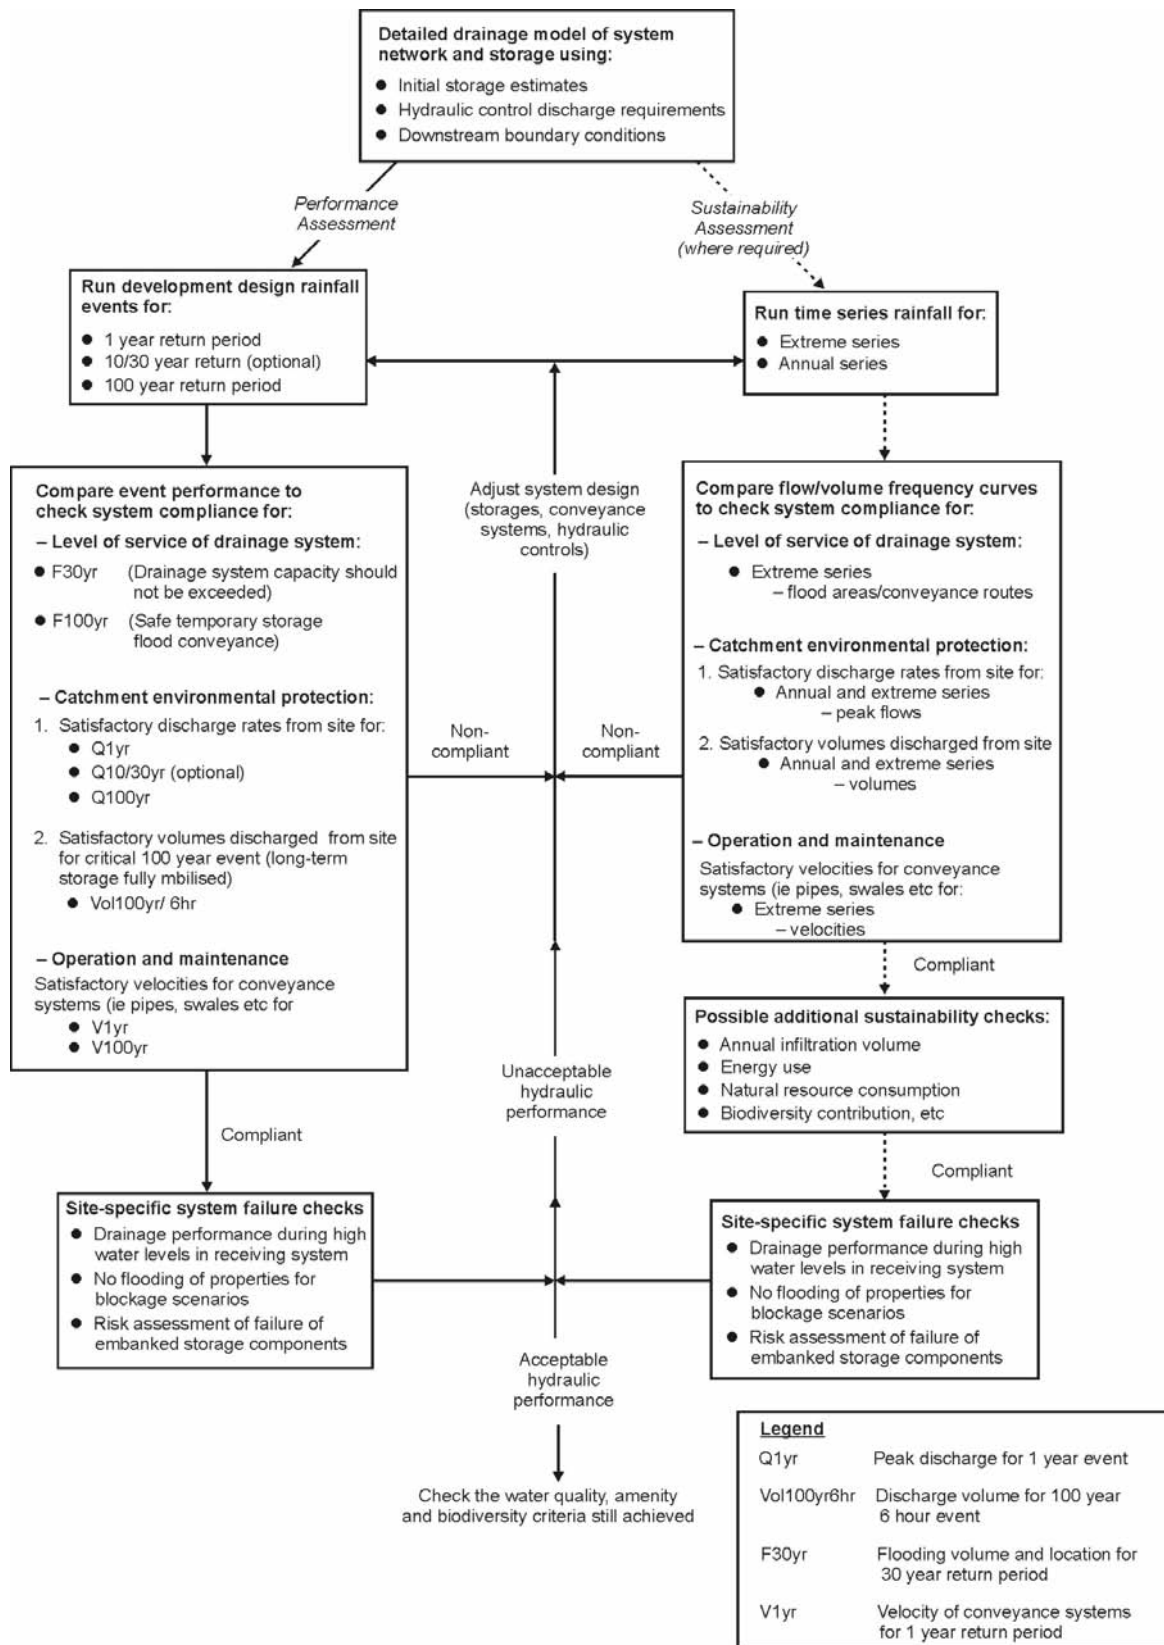 Detailed drainage model of system
network and storage using:
● Initial storage estimates
● Hydraulic control discharge requirements
● Downstream boundary conditions
Performance
Assessment
Sustainability
Assessment
(where required)
Run development design rainfall
events for:
● 1 year return period
● 10/30 year return (optional)
● 100 year return period
Run time series rainfall for:
● Extreme series
● Annual series
Compare event performance to
check system compliance for:
– Level of service of drainage system:
● F30yr (Drainage system capacity should
not be exceeded)
● F100yr (Safe temporary storage
flood conveyance)
– Catchment environmental protection:
1. Satisfactory discharge rates from site for:
● Q1yr
● Q10/30yr (optional)
● Q100yr
2. Satisfactory volumes discharged from site
for critical 100 year event (long-term
storage fully mbilised)
● Vol100yr/ 6hr
– Operation and maintenance
Satisfactory velocities for conveyance
systems (ie pipes, swales etc for
● V1yr
● V100yr
Adjust system design
(storages, conveyance
systems, hydraulic
controls)
Non-
compliant
Non-
compliant
Compare flow/volume frequency curves
to check system compliance for:
– Level of service of drainage system:
● Extreme series
– flood areas/conveyance routes
– Catchment environmental protection:
1. Satisfactory discharge rates from site for:
● Annual and extreme series
– peak flows
2. Satisfactory volumes discharged from site
● Annual and extreme series
– volumes
– Operation and maintenance
Satisfactory velocities for conveyance
systems (ie pipes, swales etc for:
● Extreme series
– velocities
Compliant
Possible additional sustainability checks:
● Annual infiltration volume
● Energy use
● Natural resource consumption
● Biodiversity contribution, etc
Unacceptable
hydraulic
performance
Compliant
Compliant
Site-specific system failure checks
● Drainage performance during high
water levels in receiving system
● No flooding of properties for
blockage scenarios
● Risk assessment of failure of
embanked storage components
Site-specific system failure checks
● Drainage performance during high
water levels in receiving system
● No flooding of properties for
blockage scenarios
● Risk assessment of failure of
embanked storage components
Acceptable
hydraulic
performance
Check the water quality, amenity
and biodiversity criteria still achieved
Legend
Q1yr Peak discharge for 1 year event
Vol100yr6hr Discharge volume for 100 year
6 hour event
F30yr Flooding volume and location for
30 year return period
V1yr Velocity of conveyance systems
for 1 year return period